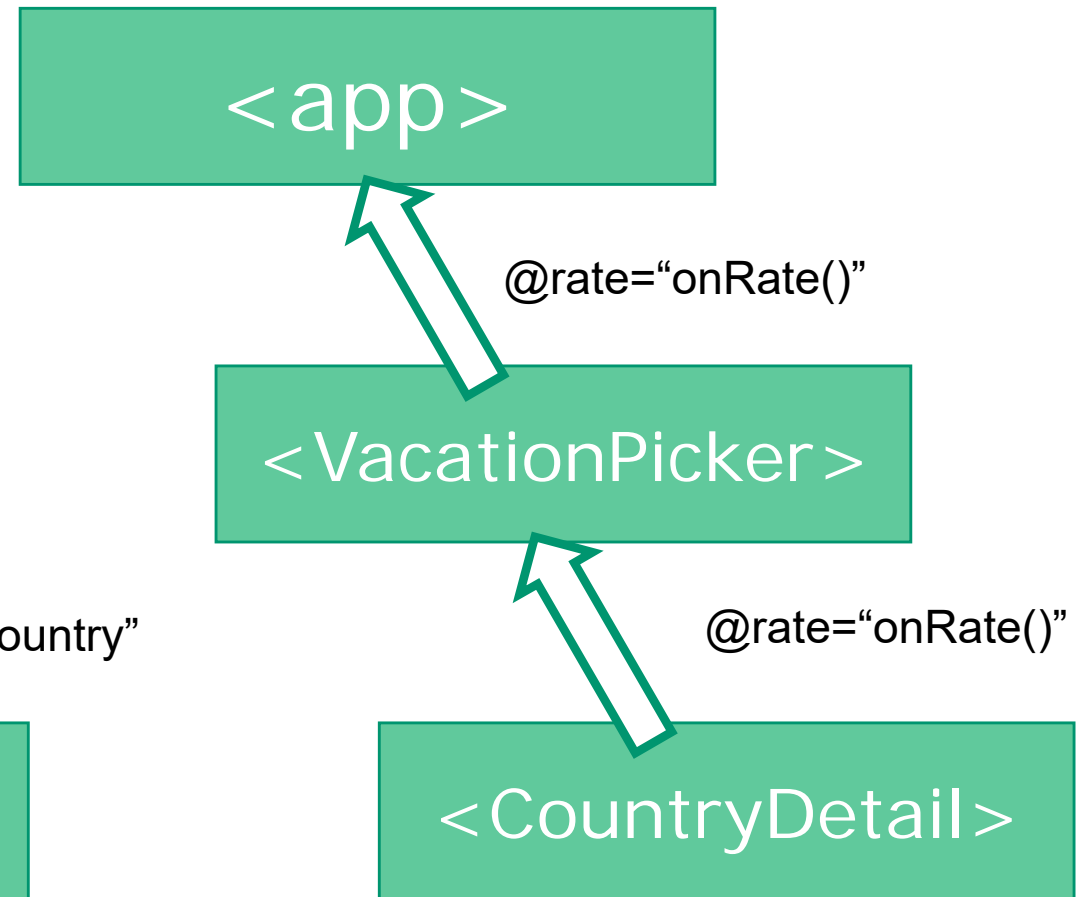 <app>
@rate=“onRate()”
<VacationPicker>
ountry”
@rate=“onRate()”
<CountryDetail>